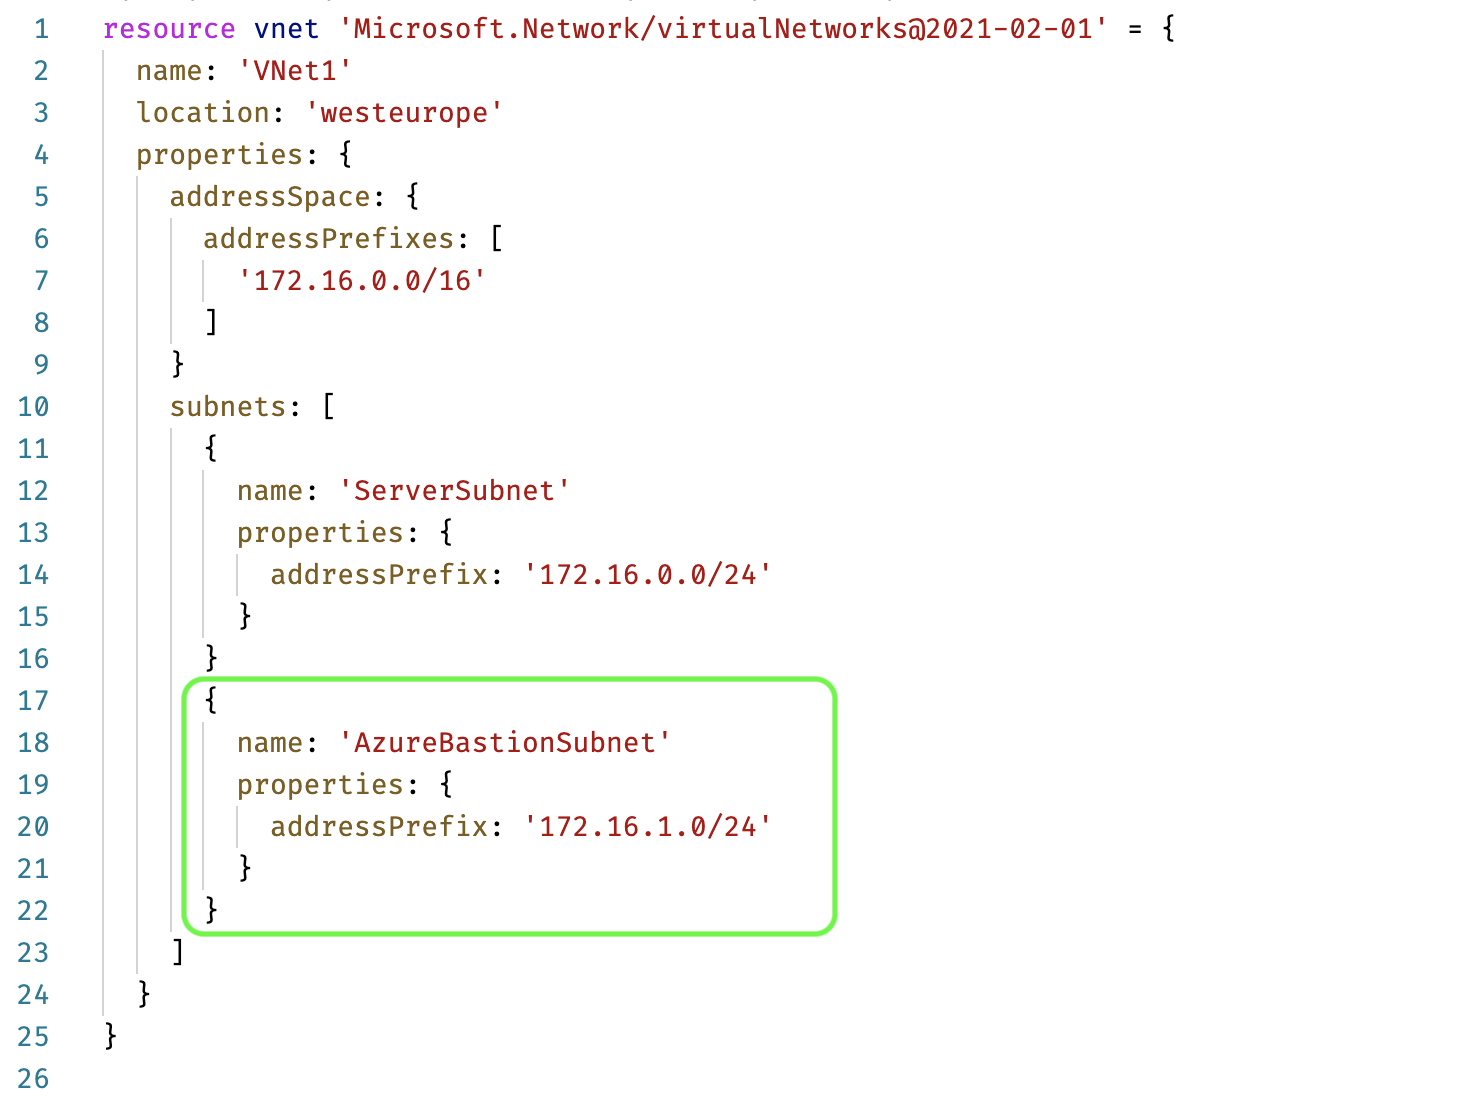 1 resource vnet 'Microsoft.Network/virtualNetworks@2021-02-01' = {
2   name: 'VNet1'
3   location: 'westeurope'
4   properties: {
5     addressSpace: {
6       addressPrefixes: [
7         '172.16.0.0/16'
8       ]
9     }
10     subnets: [
11       {
12         name: 'ServerSubnet'
13         properties: {
14           addressPrefix: '172.16.0.0/24'
15         }
16       }
17       {
18         name: 'AzureBastionSubnet'
19         properties: {
20           addressPrefix: '172.16.1.0/24'
21         }
22       }
23     ]
24   }
25 }
26